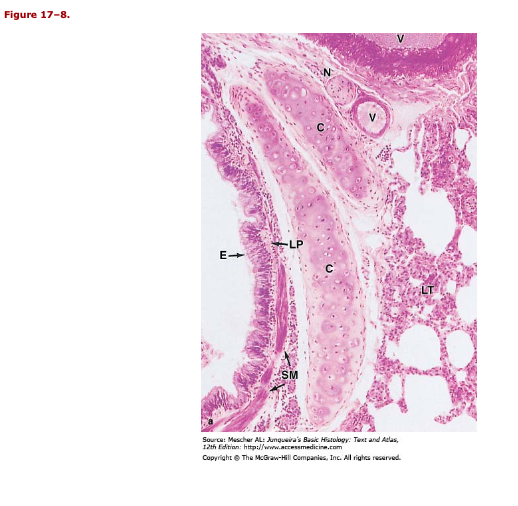 Figure 17–8.
V
N
V
C
LP
E
C
LT
SM
a
Source: Mescher AL: Junqueira's Basic Histology: Text and Atlas,
12th Edition: http://www.accessmedicine.com
Copyright © The McGraw-Hill Companies, Inc. All rights reserved.